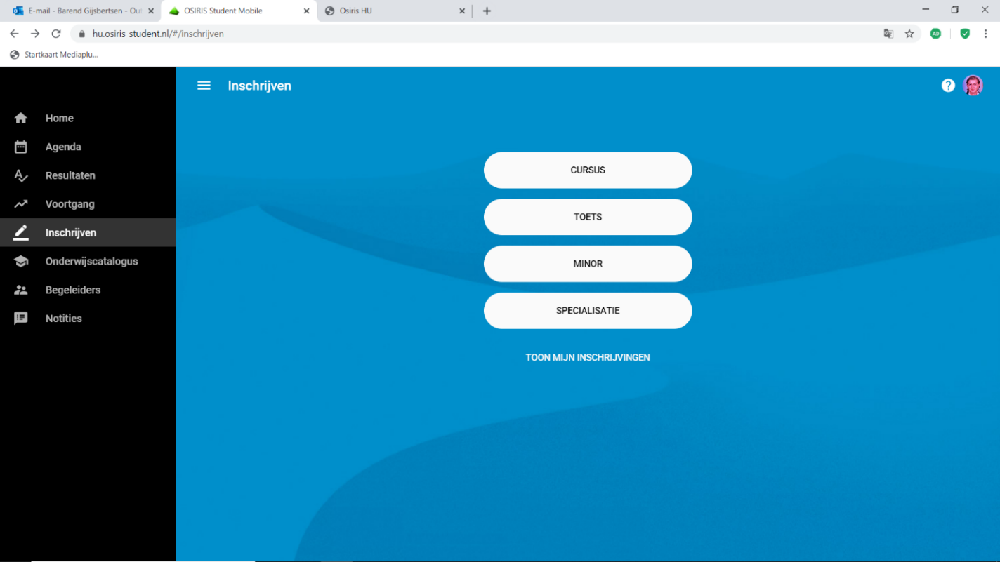 E-mail - Barend Gijsbertsen - Out
OSIRIS Student Mobile
Osiris HU
hu.osiris-student.nl/#/inschrijven
Startkaart Mediaplu...
Inschrijven
Home
Agenda
Resultaten
Voortgang
Inschrijven
Onderwijscatalogus
Begeleiders
Notities
CURSUS
TOETS
MINOR
SPECIALISATIE
TOON MIJN INSCHRIJVINGEN